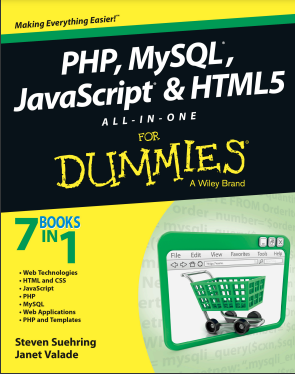 Making Everything Easier!™
PHP, MySQL®,
JavaScript® & HTML5
ALL-IN-ONE
FOR
DUMMIES®
A Wiley Brand
7 BOOKS
IN 1
• Web Technologies
• HTML and CSS
• JavaScript
• PHP
• MySQL
• Web Applications
• PHP and Templates
File Edit View Favorites Tools Help
Steven Suehring
Janet Valade